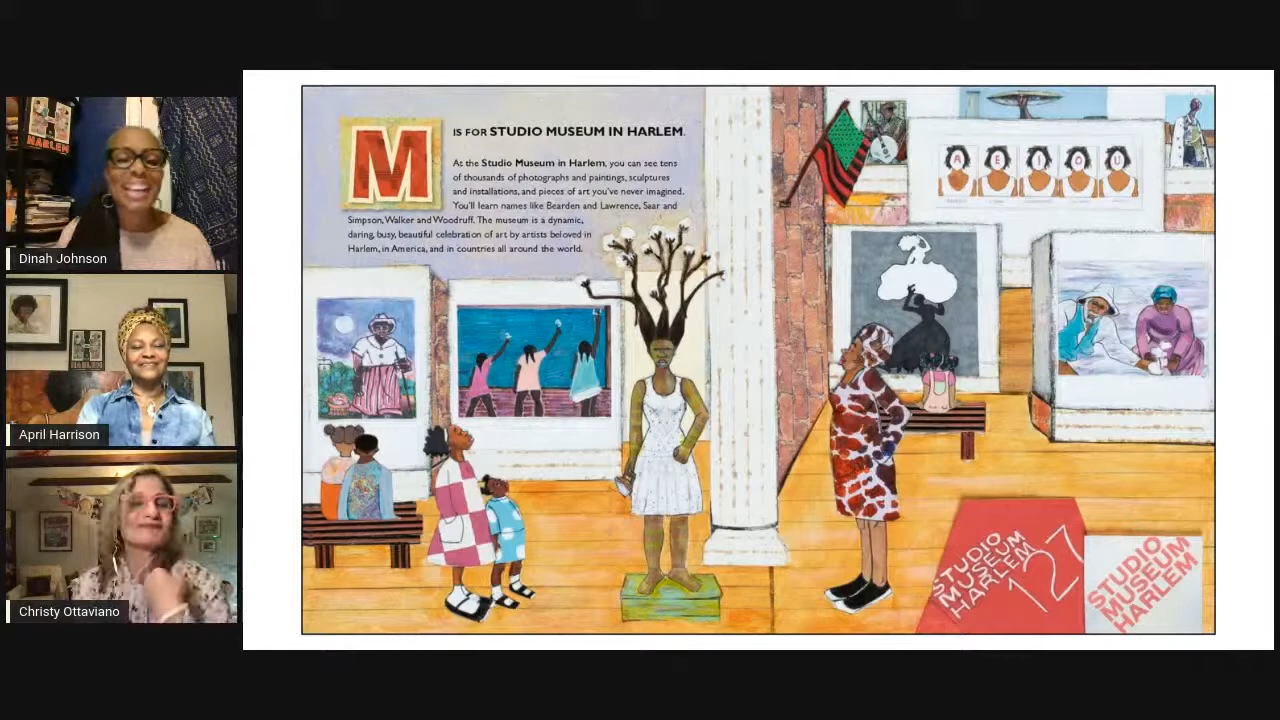 H
HARLEM
Dinah Johnson
HARLEM
April Harrison
Christy Ottaviano
M
IS FOR STUDIO MUSEUM IN HARLEM.
At the Studio Museum in Harlem, you can see tens
of thousands of photographs and paintings, sculptures
and installations, and pieces of art you've never imagined.
You'll learn names like Bearden and Lawrence, Saar and
Simpson, Walker and Woodruff. The museum is a dynamic,
daring, busy, beautiful celebration of art by artists beloved in
Harlem, in America, and in countries all around the world.
A E I O U
STUDIO
MUSEUM
HARLEM
127
STUDIO
MUSEUM
HARLEM